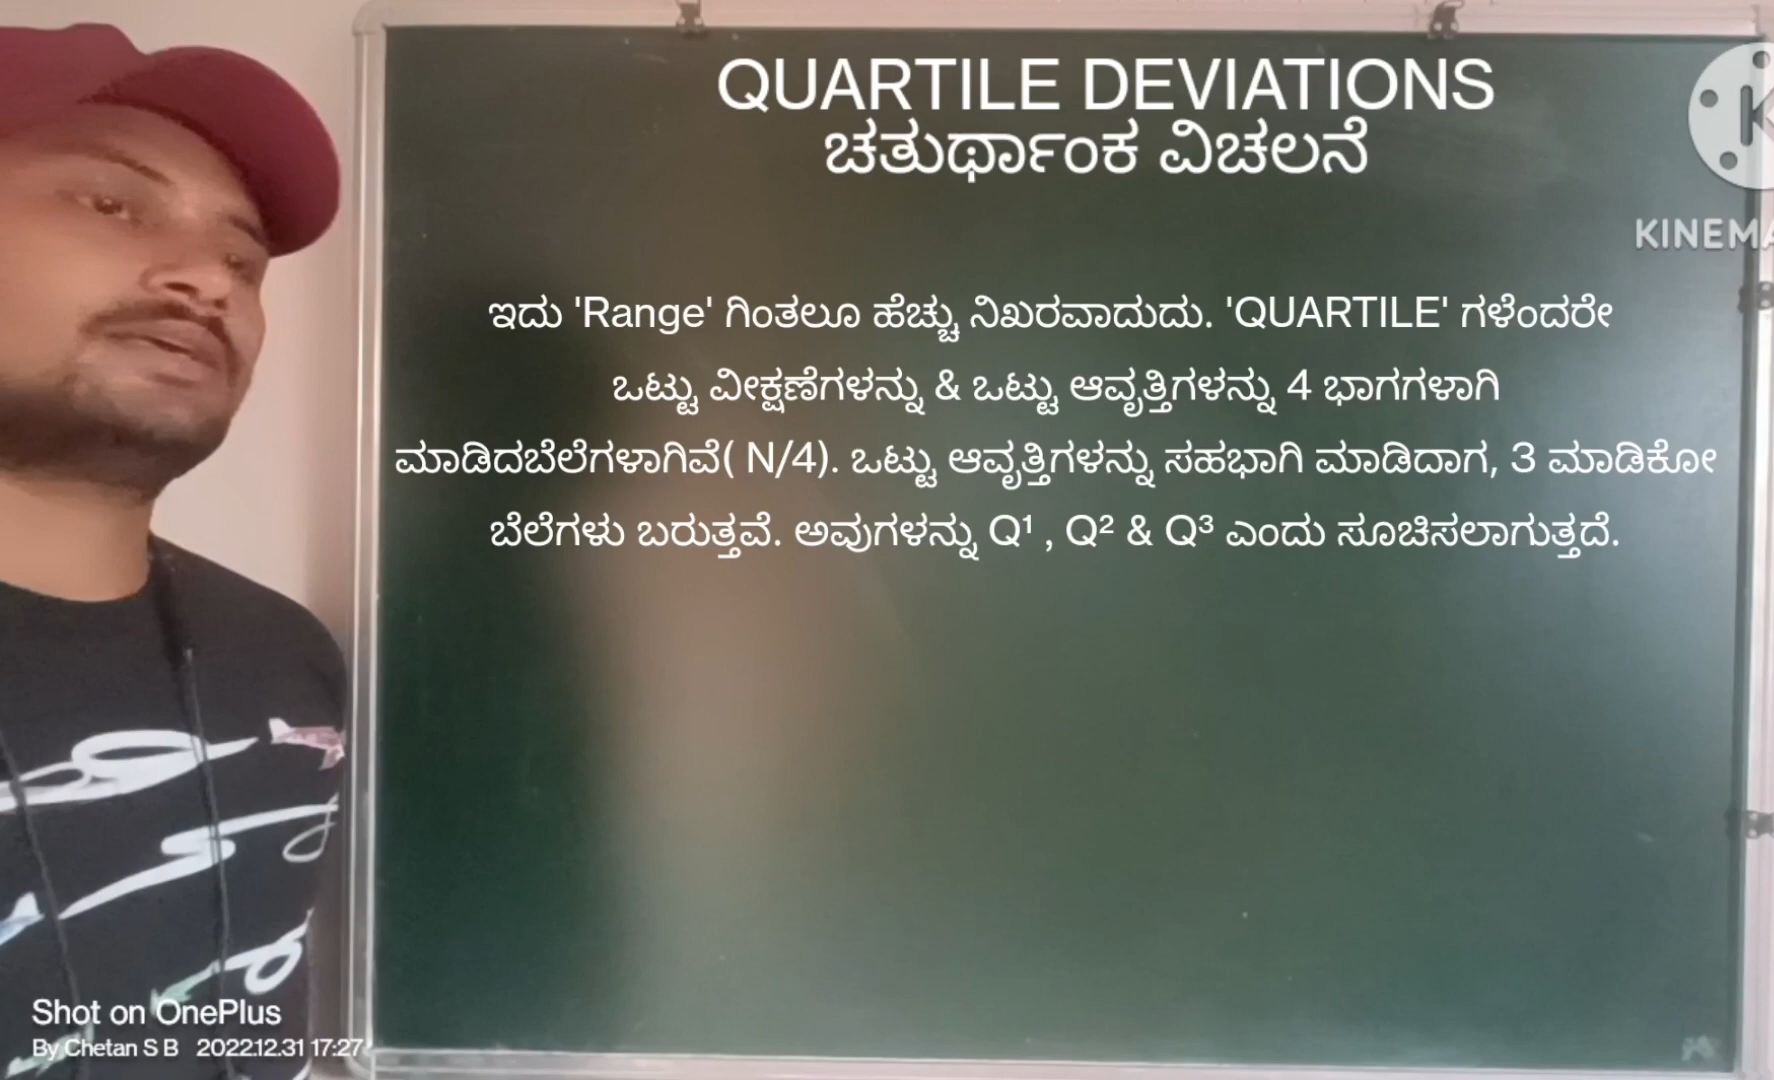 QUARTILE DEVIATIONS
ಚತುರ್ಥಾಂಕ ವಿಚಲನೆ
KINEMA
ಇದು 'Range' ಗಿಂತಲೂ ಹೆಚ್ಚು ನಿಖರವಾದುದು. 'QUARTILE' ಗಳೆಂದರೇ
ಒಟ್ಟು ವೀಕ್ಷಣೆಗಳನ್ನು & ಒಟ್ಟು ಆವೃತ್ತಿಗಳನ್ನು 4 ಭಾಗಗಳಾಗಿ
ಮಾಡಿದಬೆಲೆಗಳಾಗಿವೆ( N/4). ಒಟ್ಟು ಆವೃತ್ತಿಗಳನ್ನು ಸಹಭಾಗಿ ಮಾಡಿದಾಗ, 3 ಮಾಡಿಕೋ
ಬೆಲೆಗಳು ಬರುತ್ತವೆ. ಅವುಗಳನ್ನು Q¹ , Q² & Q³ ಎಂದು ಸೂಚಿಸಲಾಗುತ್ತದೆ.
Shot on OnePlus
By Chetan S B 2022.12.31 17:27